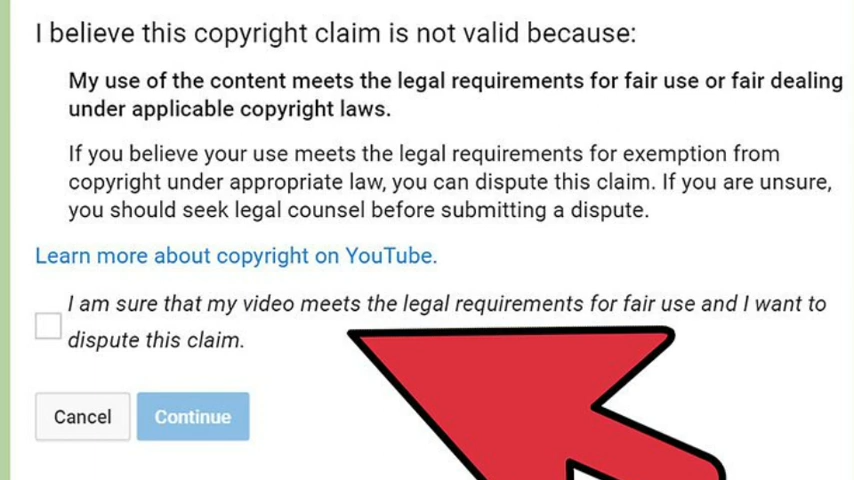 I believe this copyright claim is not valid because:
My use of the content meets the legal requirements for fair use or fair dealing
under applicable copyright laws.
If you believe your use meets the legal requirements for exemption from
copyright under appropriate law, you can dispute this claim. If you are unsure,
you should seek legal counsel before submitting a dispute.
Learn more about copyright on YouTube.
I am sure that my video meets the legal requirements for fair use and I want to
dispute this claim.
Cancel
Continue